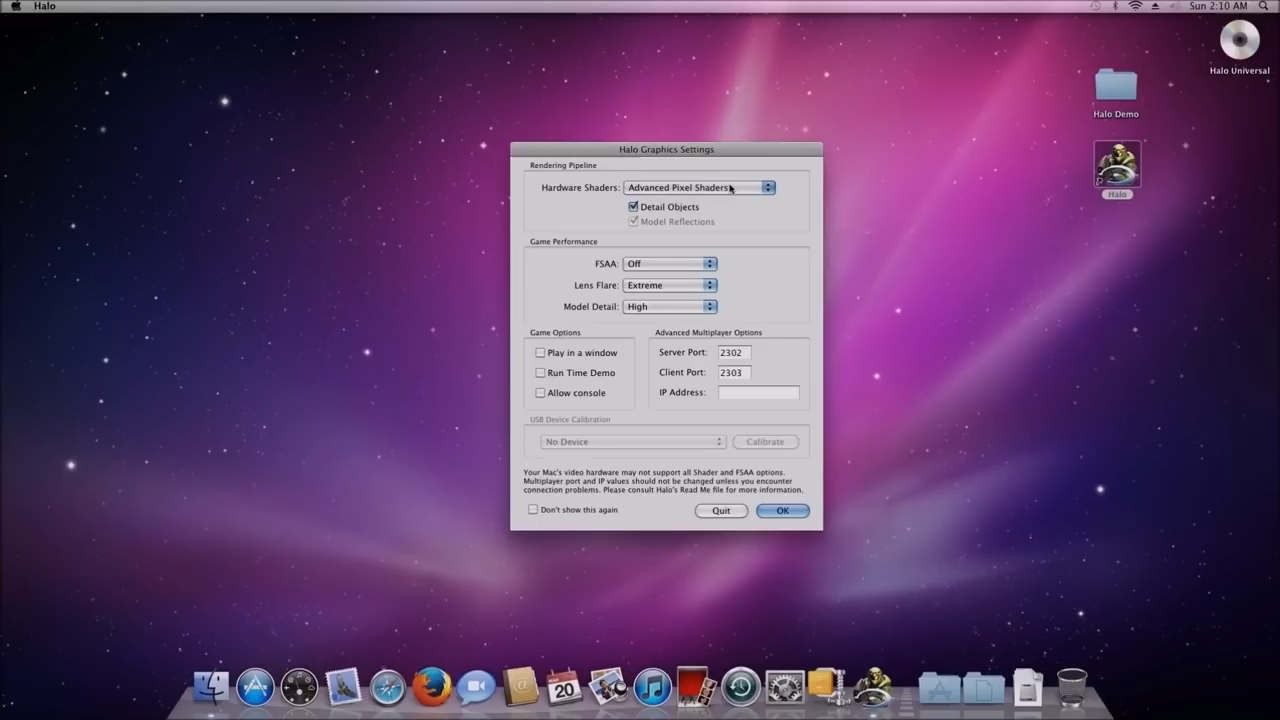 Halo
Sun 2:10 AM
Halo Universal
Halo Demo
Halo
Halo Graphics Settings
Rendering Pipeline
Hardware Shaders: Advanced Pixel Shaders
Detail Objects
Model Reflections
Game Performance
FSAA: Off
Lens Flare: Extreme
Model Detail: High
Game Options
Play in a window
Run Time Demo
Allow console
Advanced Multiplayer Options
Server Port: 2302
Client Port: 2303
IP Address:
USB Device Calibration
No Device Calibrate
Your Mac's video hardware may not support all Shader and FSAA options.
Multiplayer port and IP values should not be changed unless you encounter
connection problems. Please consult Halo's Read Me file for more information.
Don't show this again Quit OK
20